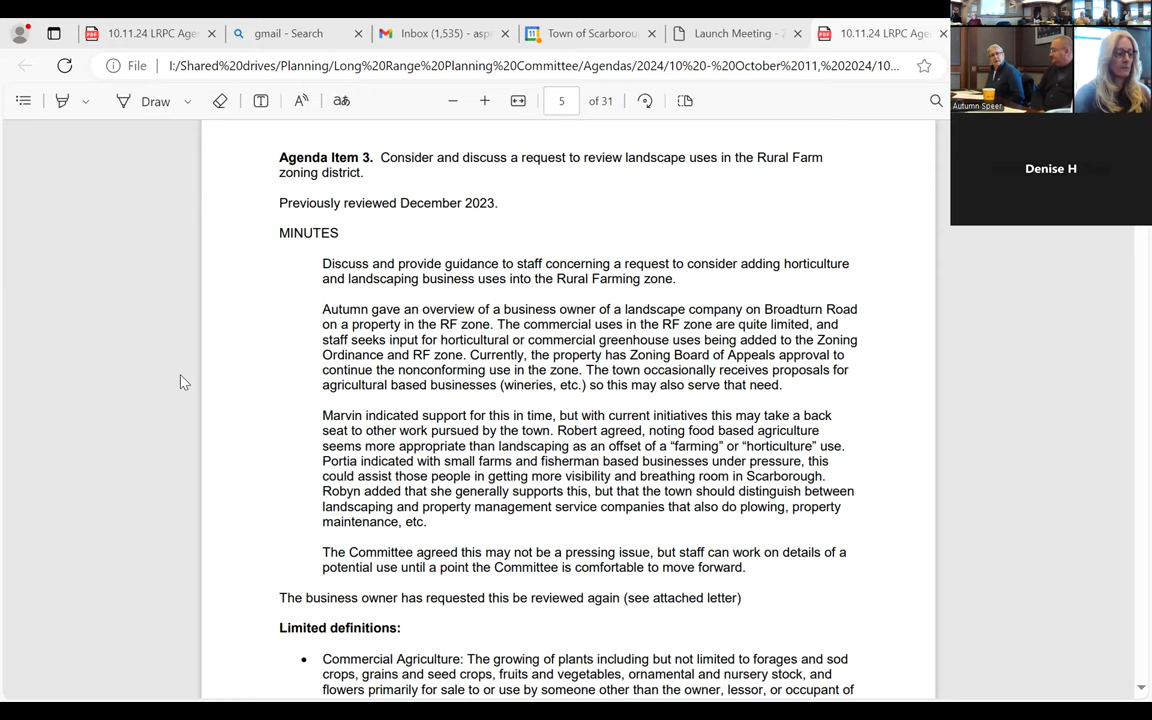 10.11.24 LRPC Age
gmail - Search
Inbox (1,535) - asp
Town of Scarborou
Launch Meeting -
10.11.24 LRPC Age
File
I:/Shared%20drives/Planning/Long%20Range%20Planning%20Committee/Agendas/2024/10%20-%20October%2011,%202024/10...
Draw
5 of 31
Autumn Speer
Denise H
Agenda Item 3. Consider and discuss a request to review landscape uses in the Rural Farm
zoning district.
Previously reviewed December 2023.
MINUTES
Discuss and provide guidance to staff concerning a request to consider adding horticulture
and landscaping business uses into the Rural Farming zone.
Autumn gave an overview of a business owner of a landscape company on Broadturn Road
on a property in the RF zone. The commercial uses in the RF zone are quite limited, and
staff seeks input for horticultural or commercial greenhouse uses being added to the Zoning
Ordinance and RF zone. Currently, the property has Zoning Board of Appeals approval to
continue the nonconforming use in the zone. The town occasionally receives proposals for
agricultural based businesses (wineries, etc.) so this may also serve that need.
Marvin indicated support for this in time, but with current initiatives this may take a back
seat to other work pursued by the town. Robert agreed, noting food based agriculture
seems more appropriate than landscaping as an offset of a “farming” or “horticulture” use.
Portia indicated with small farms and fisherman based businesses under pressure, this
could assist those people in getting more visibility and breathing room in Scarborough.
Robyn added that she generally supports this, but that the town should distinguish between
landscaping and property management service companies that also do plowing, property
maintenance, etc.
The Committee agreed this may not be a pressing issue, but staff can work on details of a
potential use until a point the Committee is comfortable to move forward.
The business owner has requested this be reviewed again (see attached letter)
Limited definitions:
• Commercial Agriculture: The growing of plants including but not limited to forages and sod
crops, grains and seed crops, fruits and vegetables, ornamental and nursery stock, and
flowers primarily for sale to or use by someone other than the owner, lessor, or occupant of